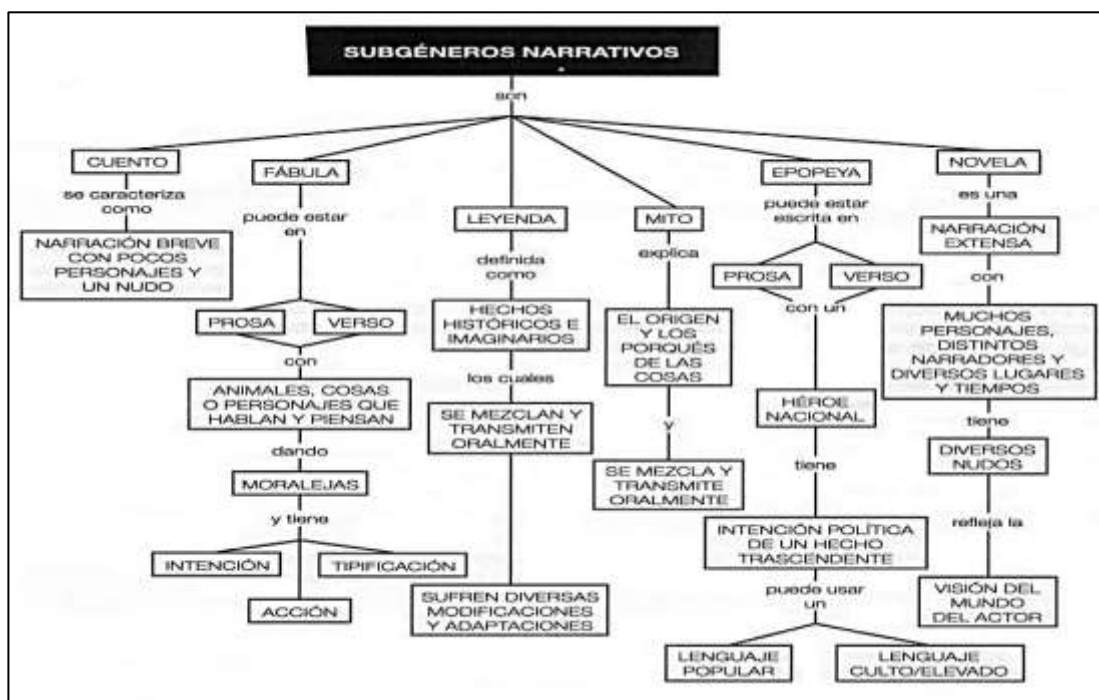 SUBGÉNEROS NARRATIVOS
son
CUENTO
se caracteriza
como
NARRACIÓN BREVE
CON POCOS
PERSONAJES Y
UN NUDO
FÁBULA
puede estar
en
PROSA
VERSO
con
ANIMALES, COSAS
O PERSONAJES QUE
HABLAN Y PIENSAN
dando
MORALEJAS
y tiene
INTENCIÓN
TIPIFICACIÓN
ACCIÓN
LEYENDA
definida
como
HECHOS
HISTÓRICOS E
IMAGINARIOS
los cuales
SE MEZCLAN Y
TRANSMITEN
ORALMENTE
SUFREN DIVERSAS
MODIFICACIONES
Y ADAPTACIONES
MITO
explica
EL ORIGEN
Y LOS
PORQUÉS
DE LAS
COSAS
y
SE MEZCLA Y
TRANSMITE
ORALMENTE
EPOPEYA
puede estar
escrita en
PROSA
VERSO
con un
HÉROE
NACIONAL
tiene
INTENCIÓN POLÍTICA
DE UN HECHO
TRASCENDENTE
puede usar
un
LENGUAJE
POPULAR
LENGUAJE
CULTO/ELEVADO
NOVELA
es una
NARRACIÓN
EXTENSA
con
MUCHOS
PERSONAJES,
DISTINTOS
NARRADORES Y
DIVERSOS LUGARES
Y TIEMPOS
tiene
DIVERSOS
NUDOS
refleja la
VISIÓN DEL
MUNDO
DEL ACTOR